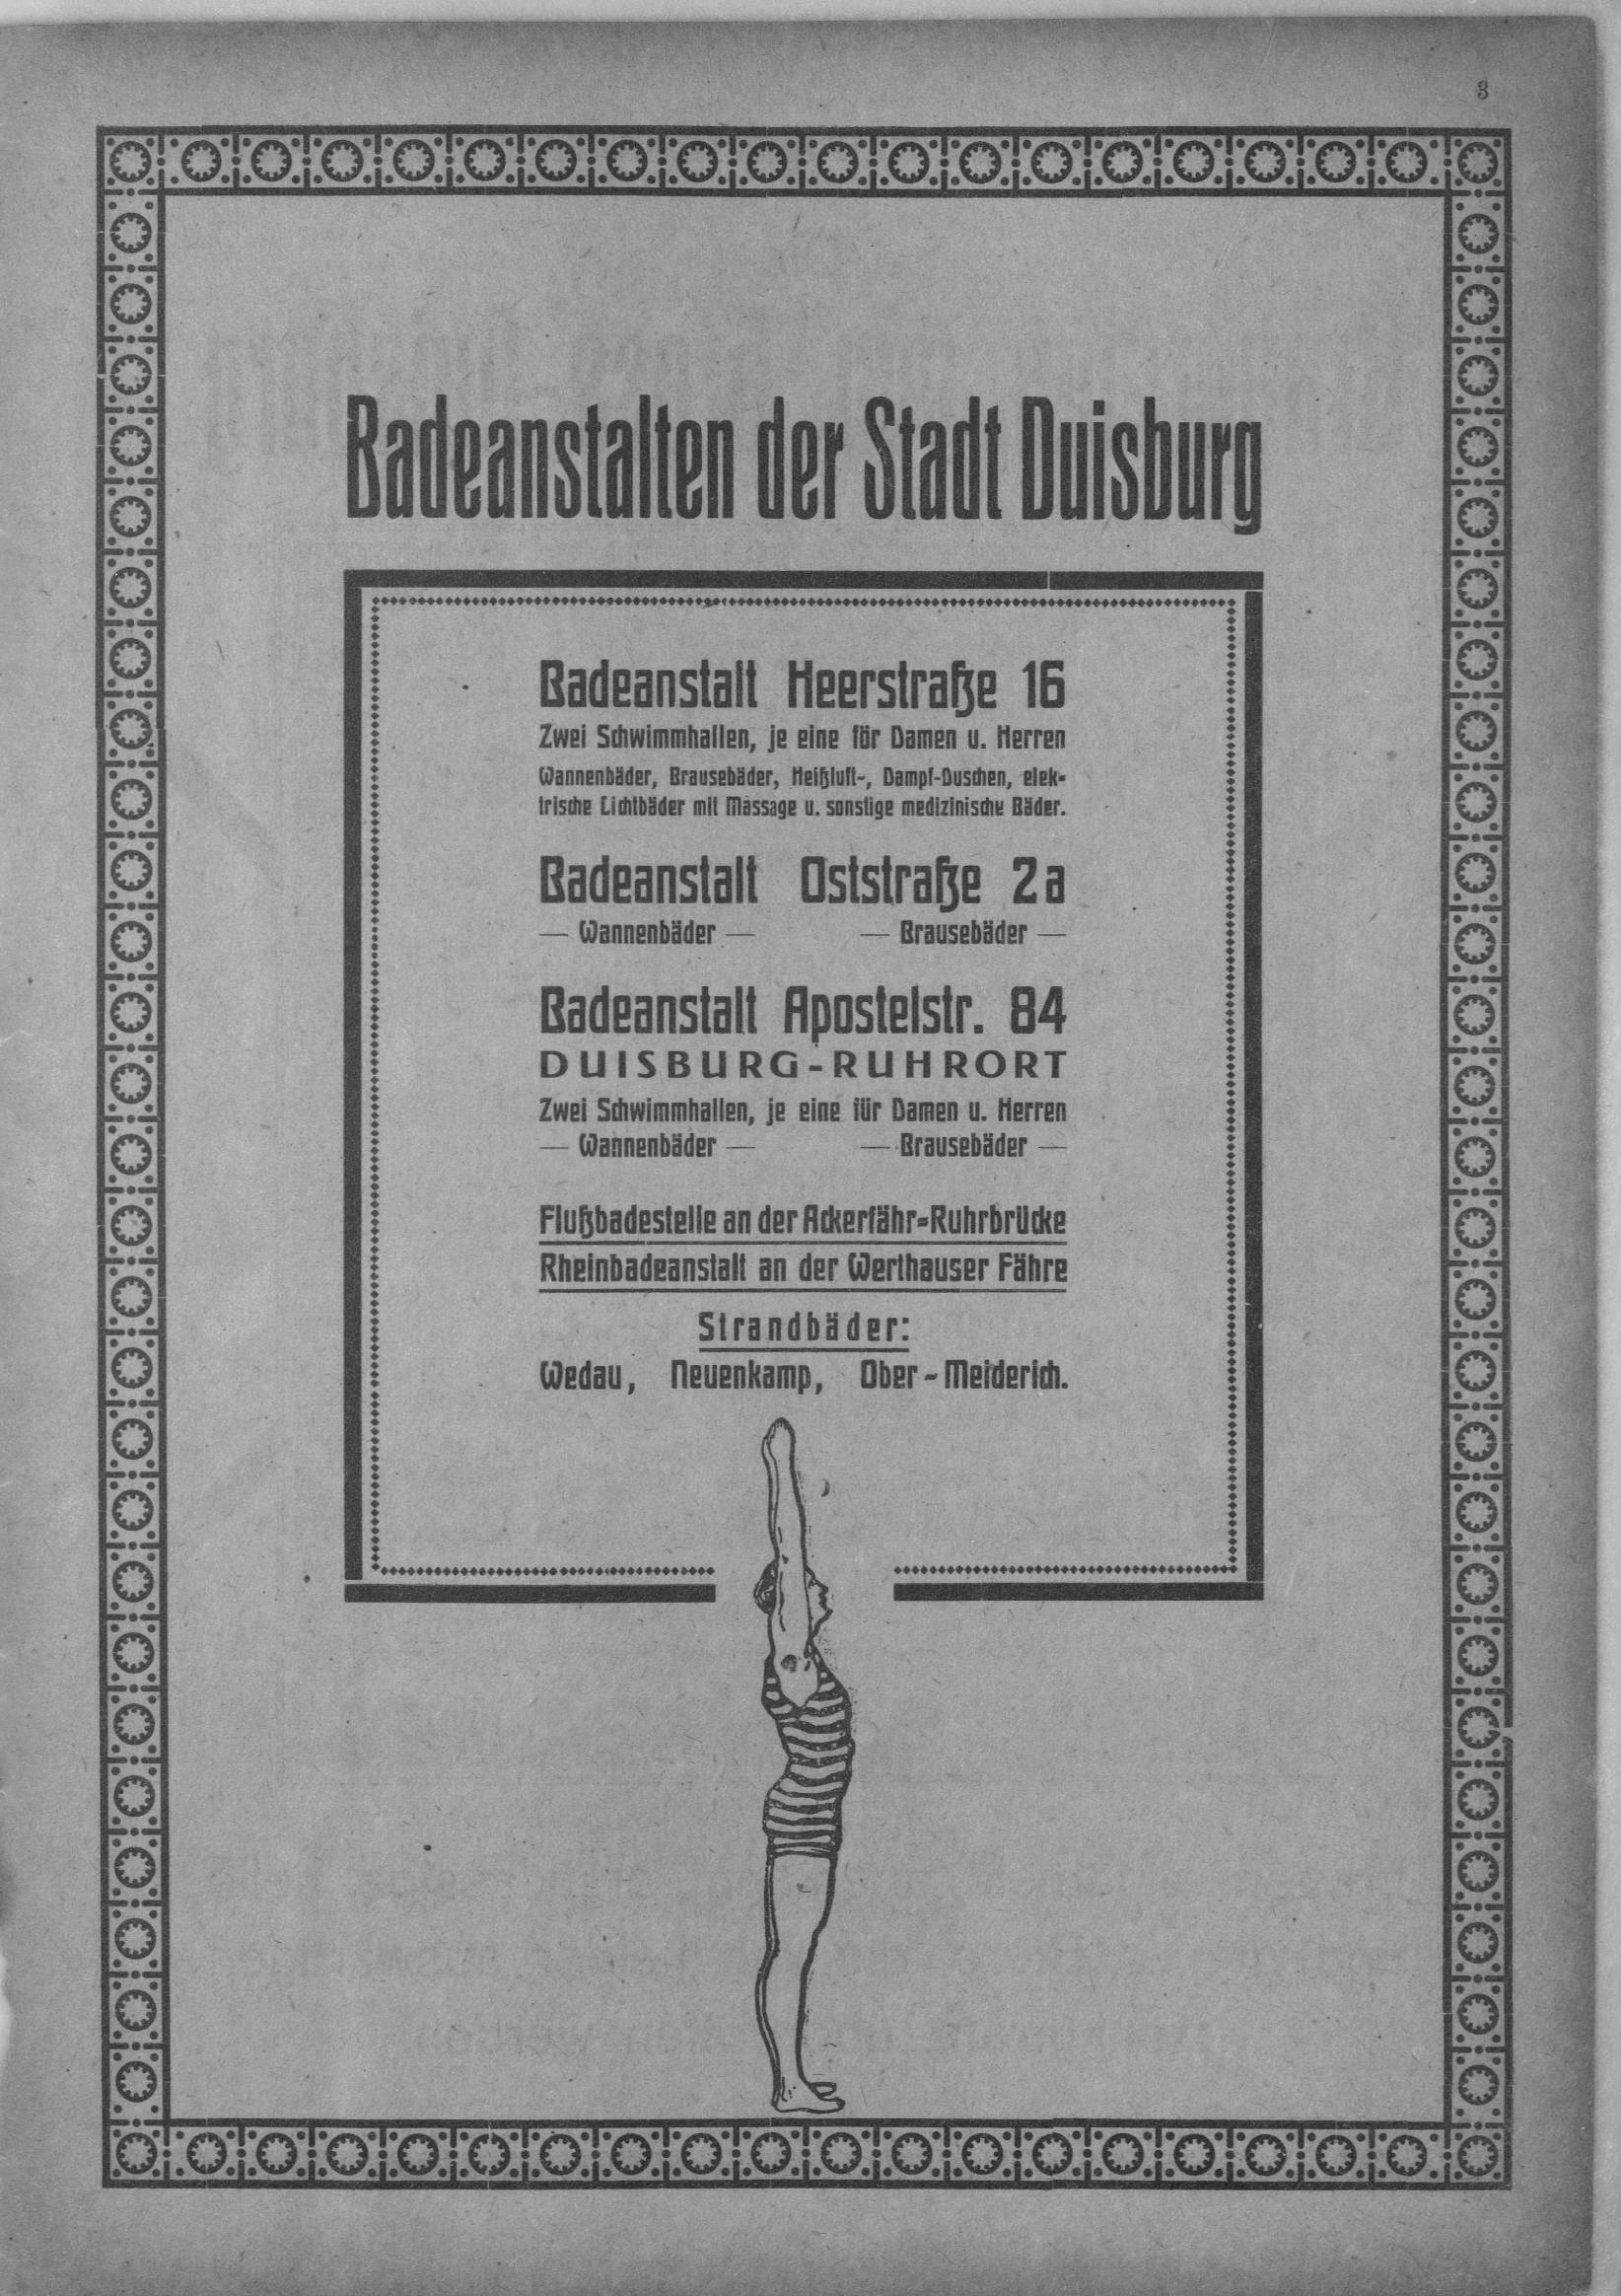 3
Badeanstalten der Stadt Duisburg
Badeanstalt Heerstraße 16
Zwei Schwimmhallen, je eine för Damen u. Herren
Wannenbäder, Brausebäder, Heißluft-, Dampf-Duschen, elek-
trische Lichtbäder mit Massage u. sonstige medizinische Bäder.
Badeanstalt Oststraße 2a
— Wannenbäder — — Brausebäder —
Badeanstalt Apostelstr. 84
DUISBURG-RUHRORT
Zwei Schwimmhallen, je eine für Damen u. Herren
— Wannenbäder — — Brausebäder —
Flußbadestelle an der Ackerfähr-Ruhrbrücke
Rheinbadeanstalt an der Werthauser Fähre
Strandbäder:
Wedau, Neuenkamp, Ober-Meiderich.